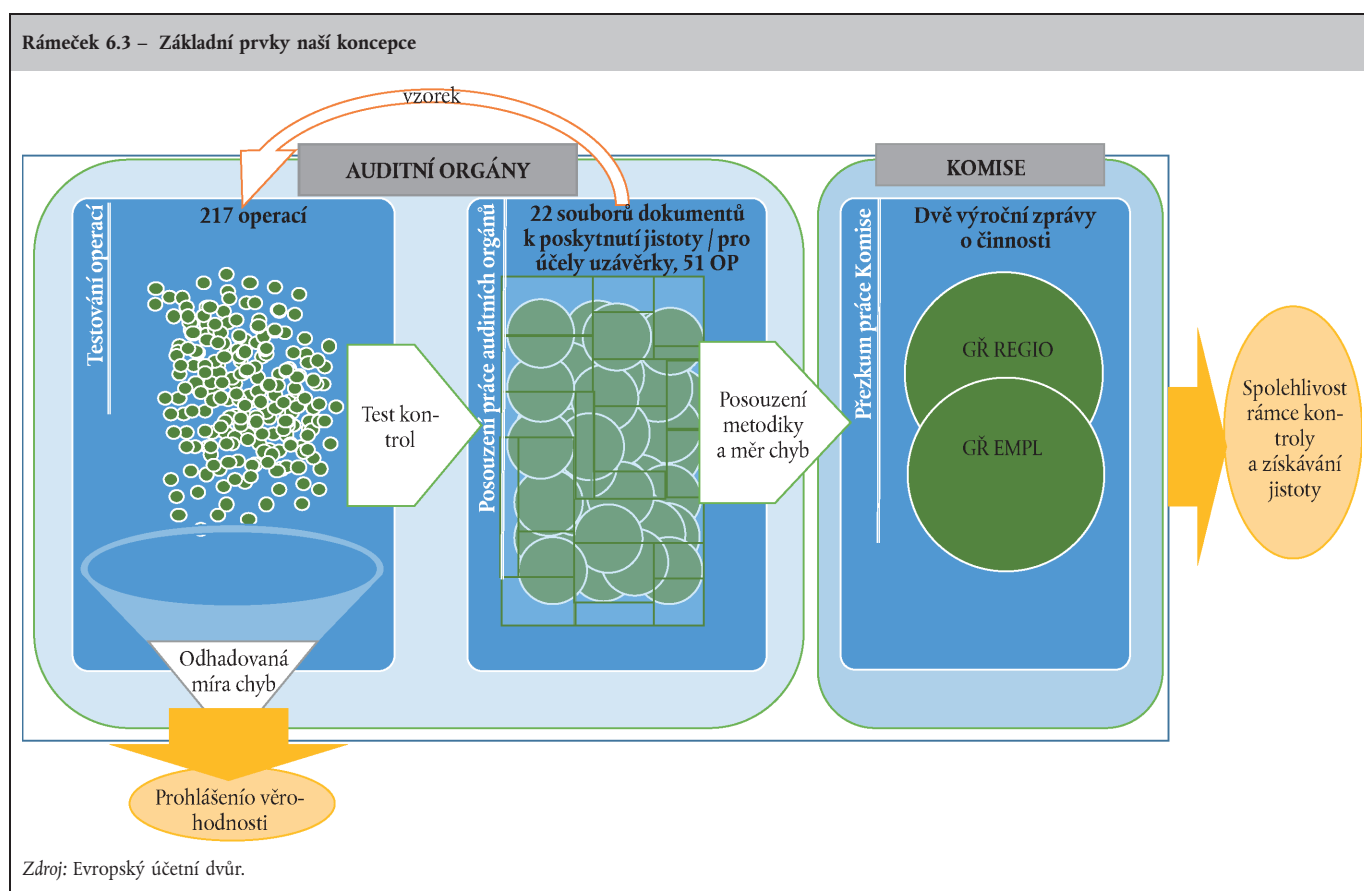 Rámeček 6.3 – Základní prvky naší koncepce
vzorek
AUDITNÍ ORGÁNY
KOMISE
Testování operací
217 operací
Test kon-
trol
Posouzení práce auditních orgánů
22 souborů dokumentů
k poskytnutí jistoty / pro
účely uzávěrky, 51 OP
Posouzení
metodiky
a měr chyb
Přezkum práce Komise
Dvě výroční zprávy
o činnosti
GŘ REGIO
GŘ EMPL
Spolehlivost
rámce kon-
troly
a získávání
jistoty
Odhadovaná
míra chyb
Prohlášenío věro-
hodnosti
Zdroj: Evropský účetní dvůr.